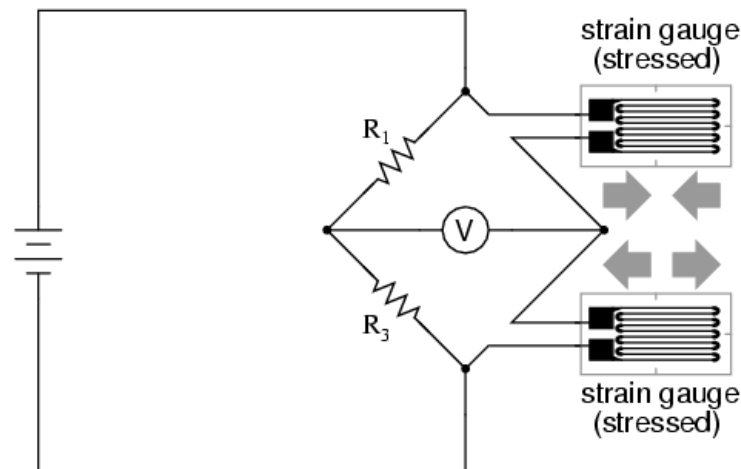 strain gauge
(stressed)
R1
V
R3
strain gauge
(stressed)